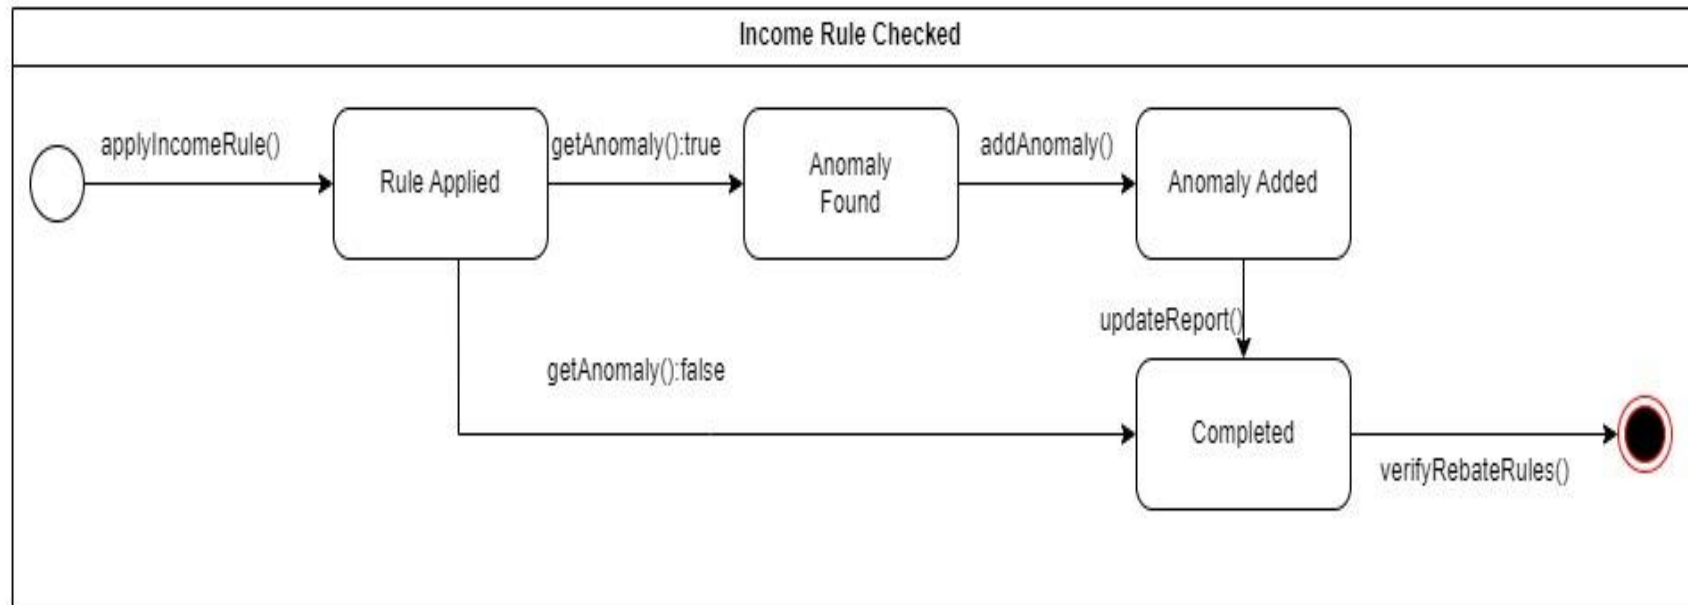 Income Rule Checked
applyIncomeRule()
Rule Applied
getAnomaly():true
Anomaly
Found
addAnomaly()
Anomaly Added
updateReport()
getAnomaly():false
Completed
verifyRebateRules()